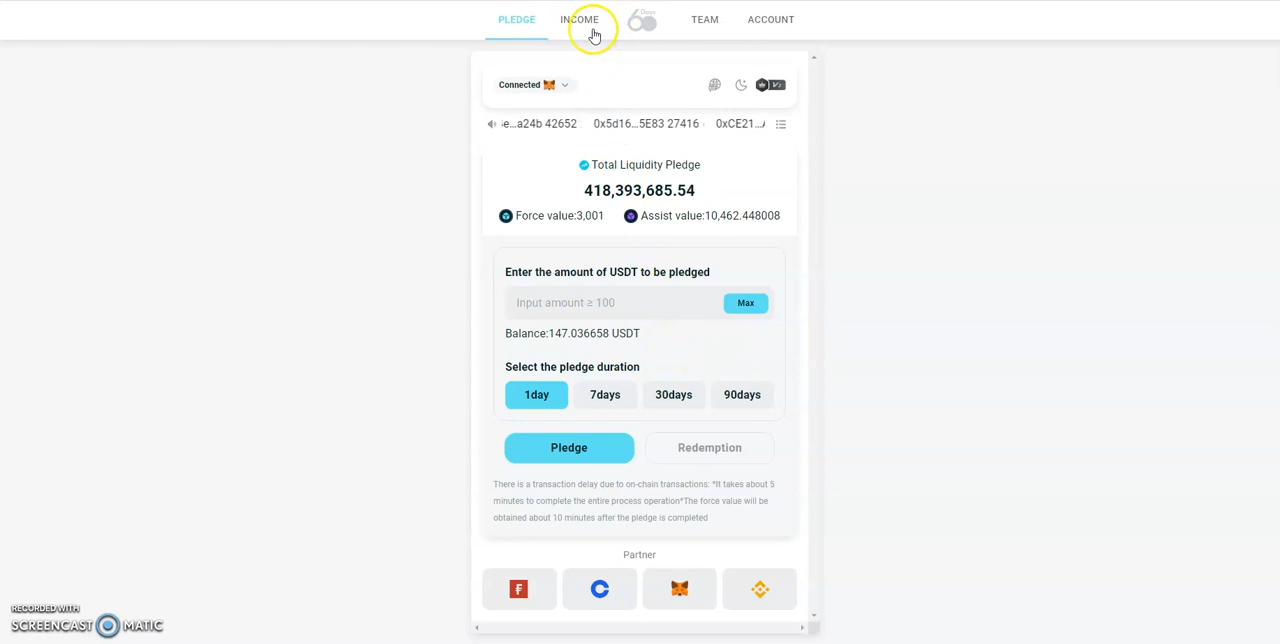 PLEDGE INCOME 60 Days TEAM ACCOUNT
Connected
42652 0x5d16...5E83 27416 0xCE21...
Total Liquidity Pledge
418,393,685.54
Force value:3,001 Assist value:10,462.448008
Enter the amount of USDT to be pledged
Input amount ≥ 100 Max
Balance:147.036658 USDT
Select the pledge duration
1day 7days 30days 90days
Pledge Redemption
There is a transaction delay due to on-chain transactions: *It takes about 5
minutes to complete the entire process operation*The force value will be
obtained about 10 minutes after the pledge is completed
Partner
RECORDED WITH
SCREENCAST MATIC